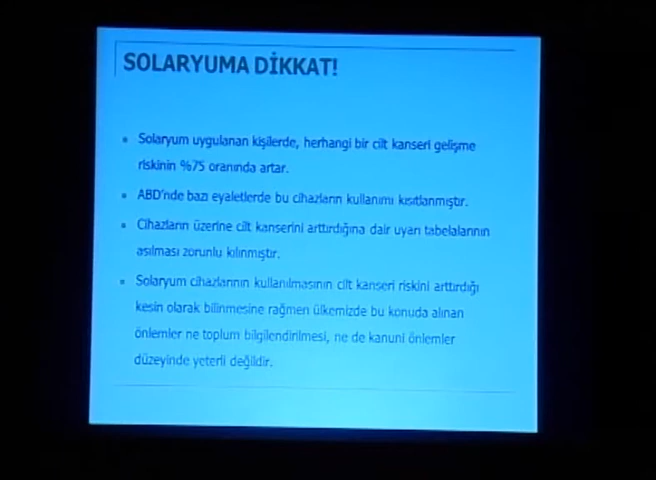 SOLARYUMA DİKKAT!
Solaryum uygulanan kişilerde, herhangi bir cilt kanseri gelişme
riskinin %75 oranında artar.
ABD'nde bazı eyaletlerde bu cihazların kullanımı kısıtlanmıştır.
Cihazların üzerine cilt kanserini arttırdığına dair uyarı tabelalarının
asılması zorunlu kılınmıştır.
Solaryum cihazlarının kullanılmasının cilt kanseri riskini arttırdığı
kesin olarak bilinmesine rağmen ülkemizde bu konuda alınan
önlemler ne toplum bilgilendirilmesi, ne de kanuni önlemler
düzeyinde yeterli değildir.